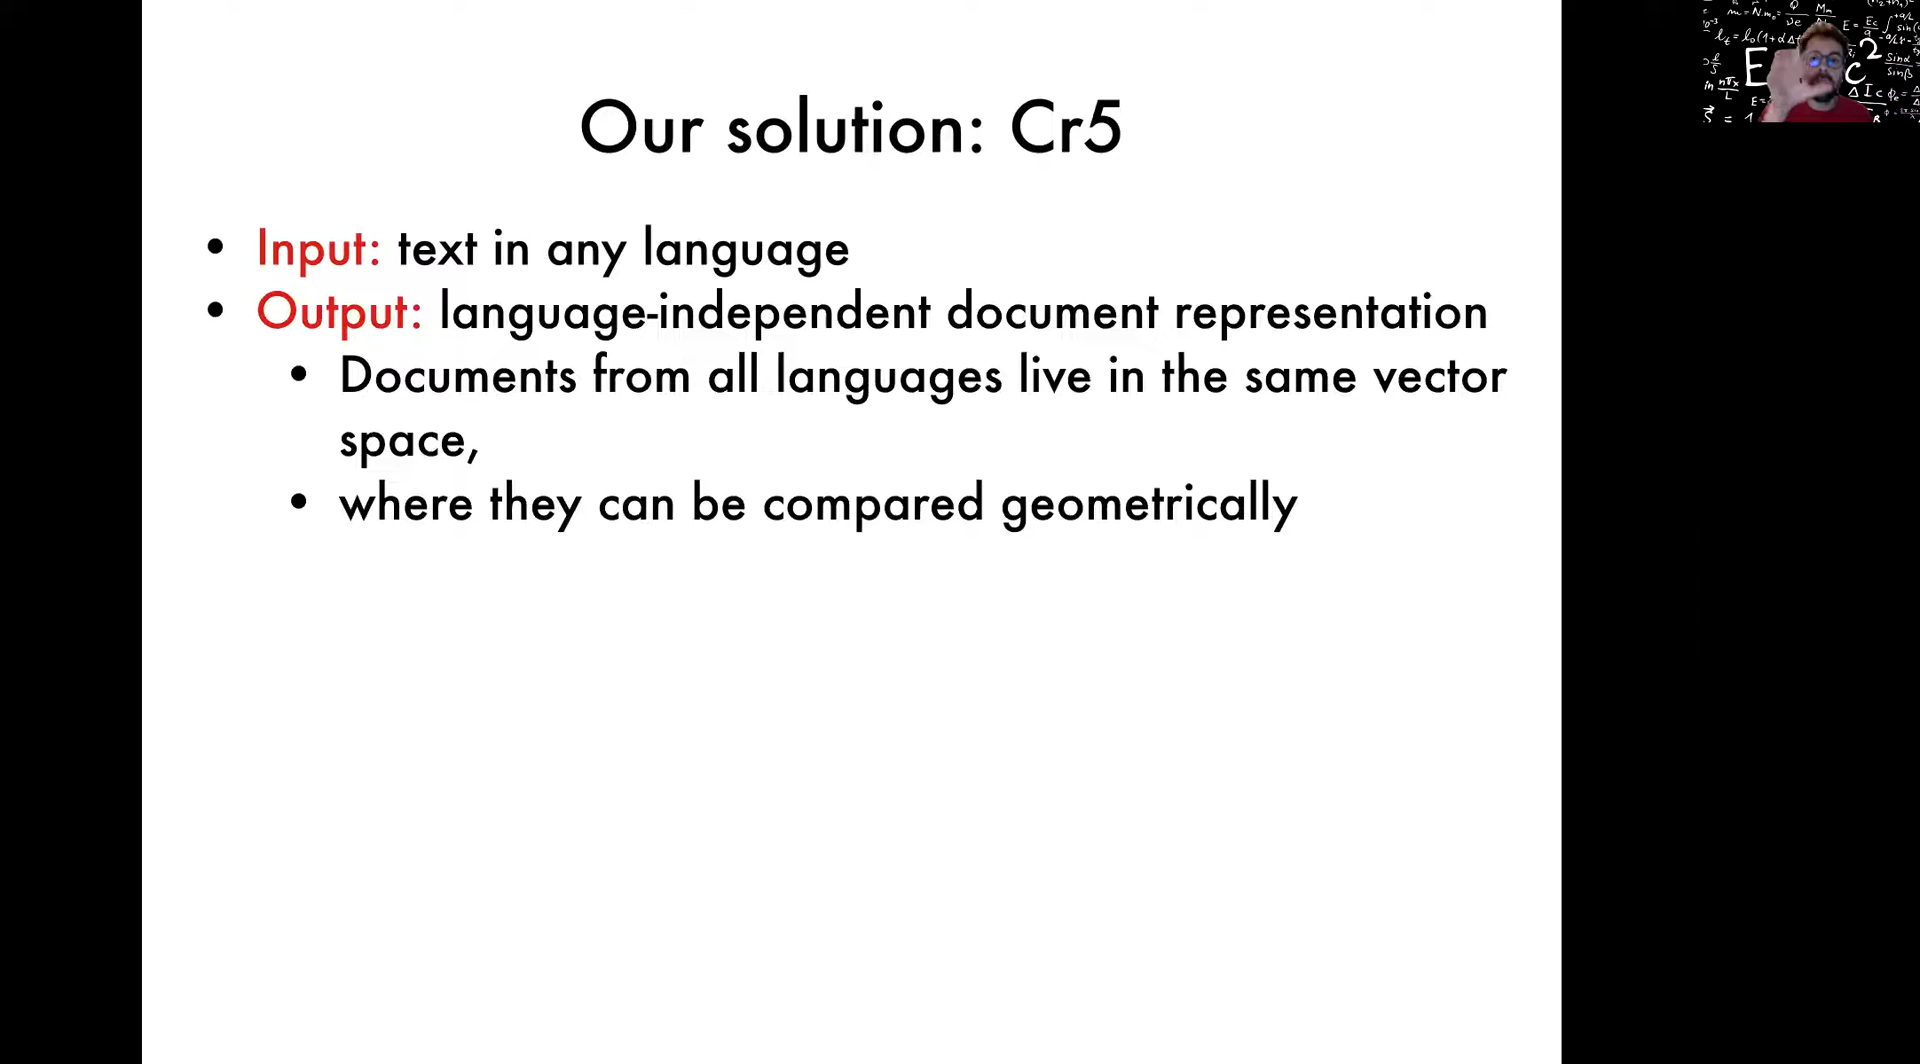 Our solution: Cr5
• Input: text in any language
• Output: language-independent document representation
• Documents from all languages live in the same vector
space,
• where they can be compared geometrically